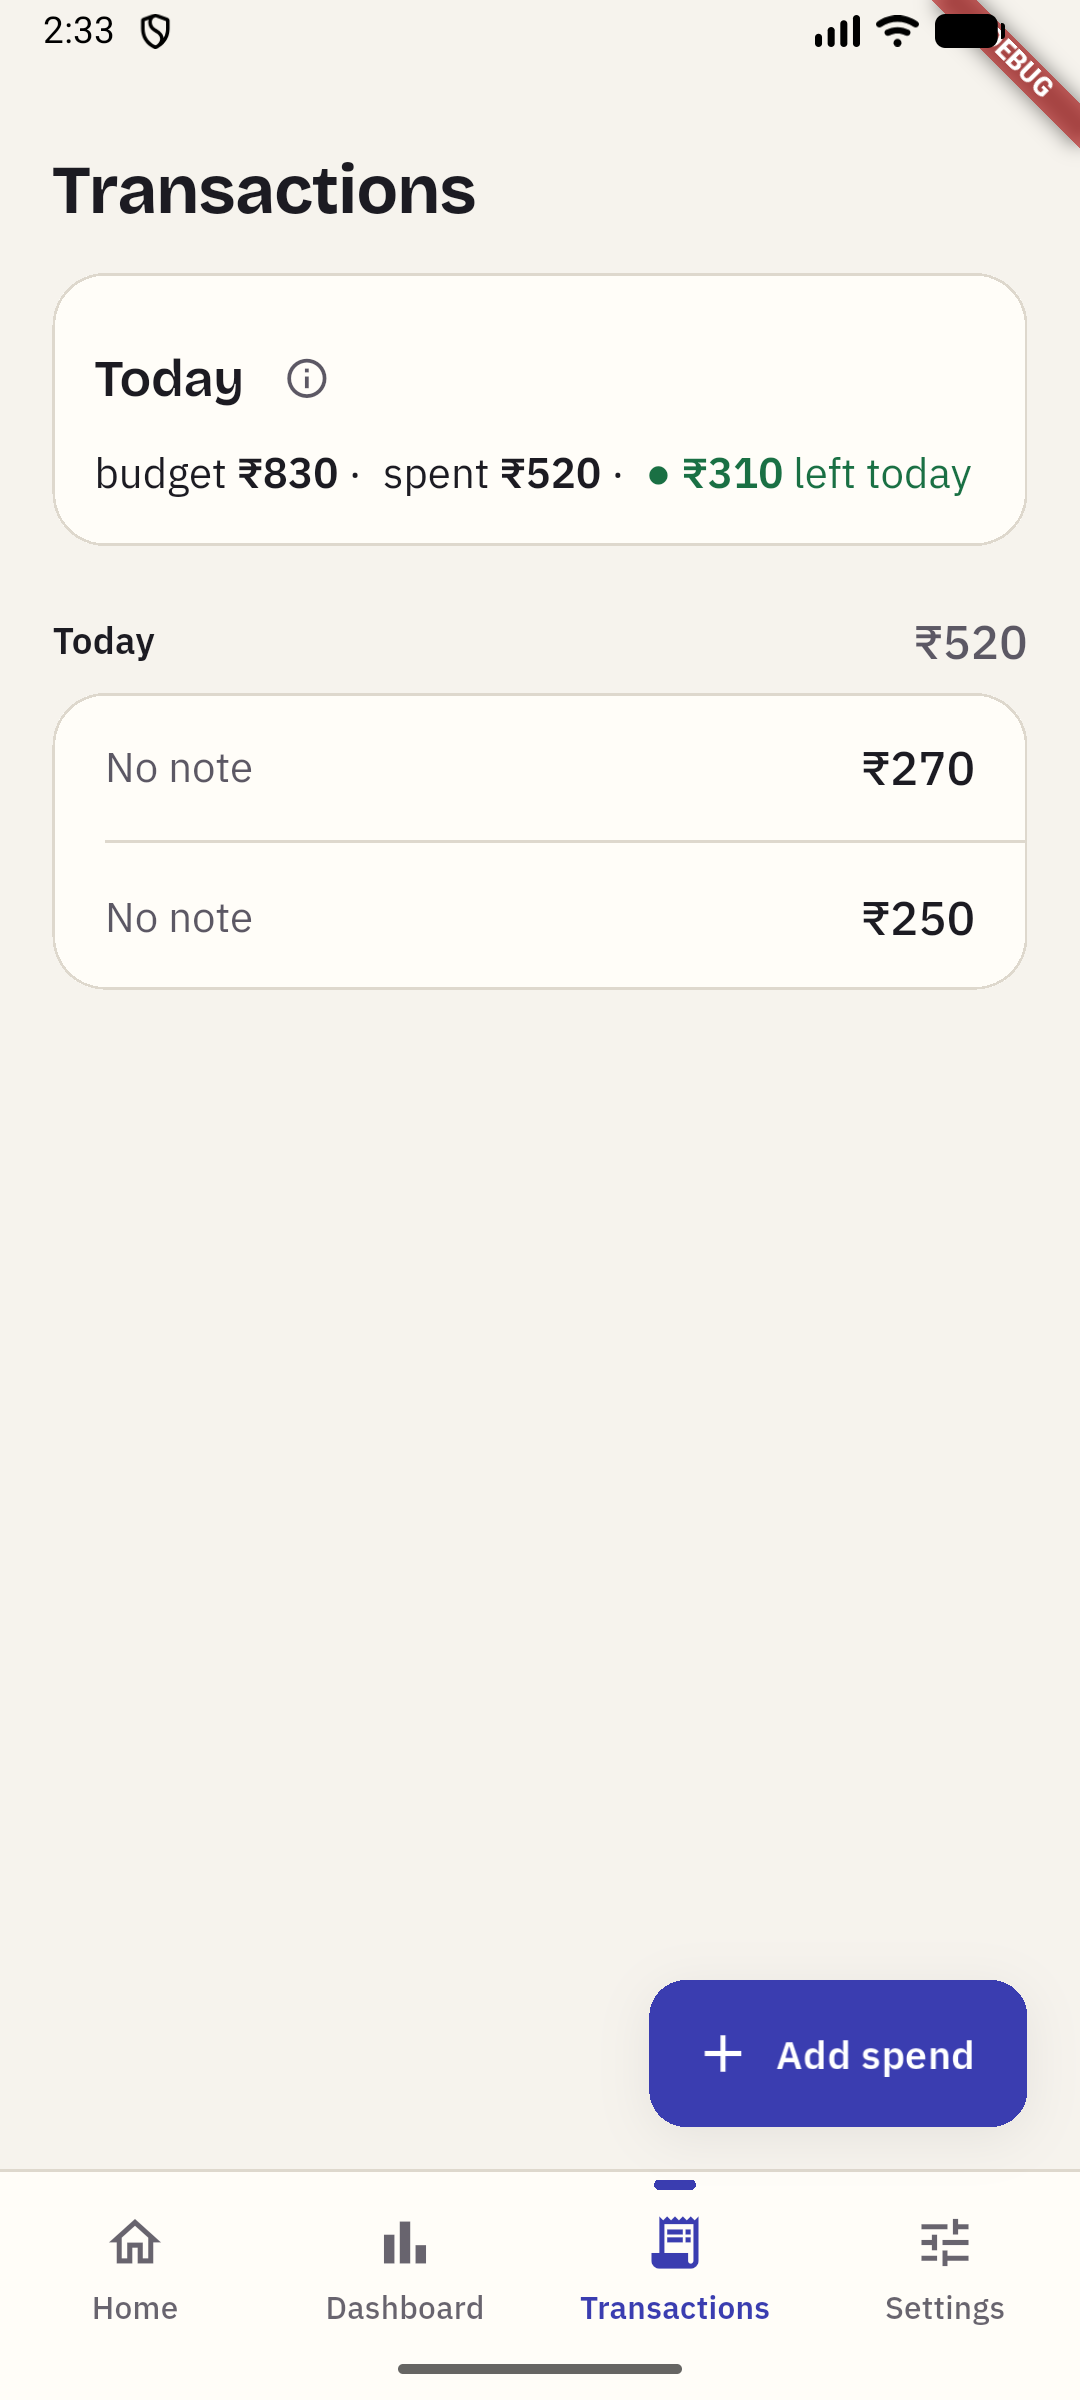 2:33
EBUG
Transactions
Today
budget ₹830 · spent ₹520 · ● ₹310 left today
Today ₹520
No note ₹270
No note ₹250
+ Add spend
Home Dashboard Transactions Settings